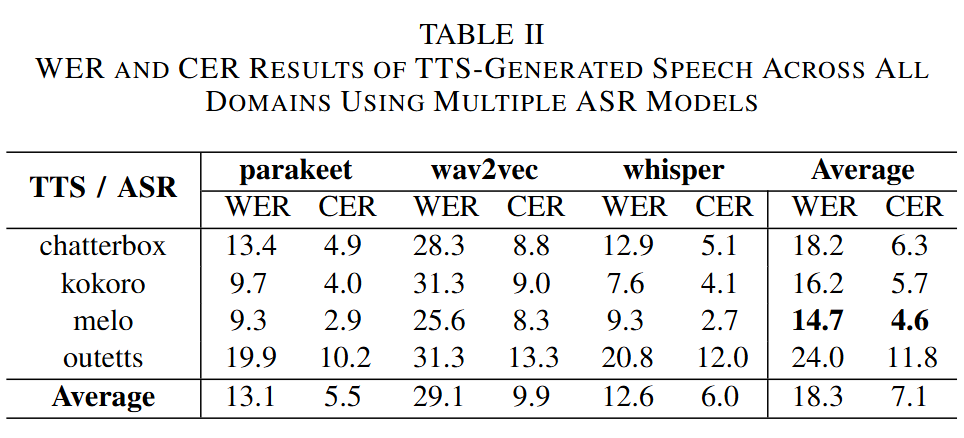 TABLE II
WER AND CER RESULTS OF TTS-GENERATED SPEECH ACROSS ALL
DOMAINS USING MULTIPLE ASR MODELS
TTS / ASR parakeet wav2vec whisper Average
WER CER WER CER WER CER WER CER
chatterbox 13.4 4.9 28.3 8.8 12.9 5.1 18.2 6.3
kokoro 9.7 4.0 31.3 9.0 7.6 4.1 16.2 5.7
melo 9.3 2.9 25.6 8.3 9.3 2.7 14.7 4.6
outetts 19.9 10.2 31.3 13.3 20.8 12.0 24.0 11.8
Average 13.1 5.5 29.1 9.9 12.6 6.0 18.3 7.1